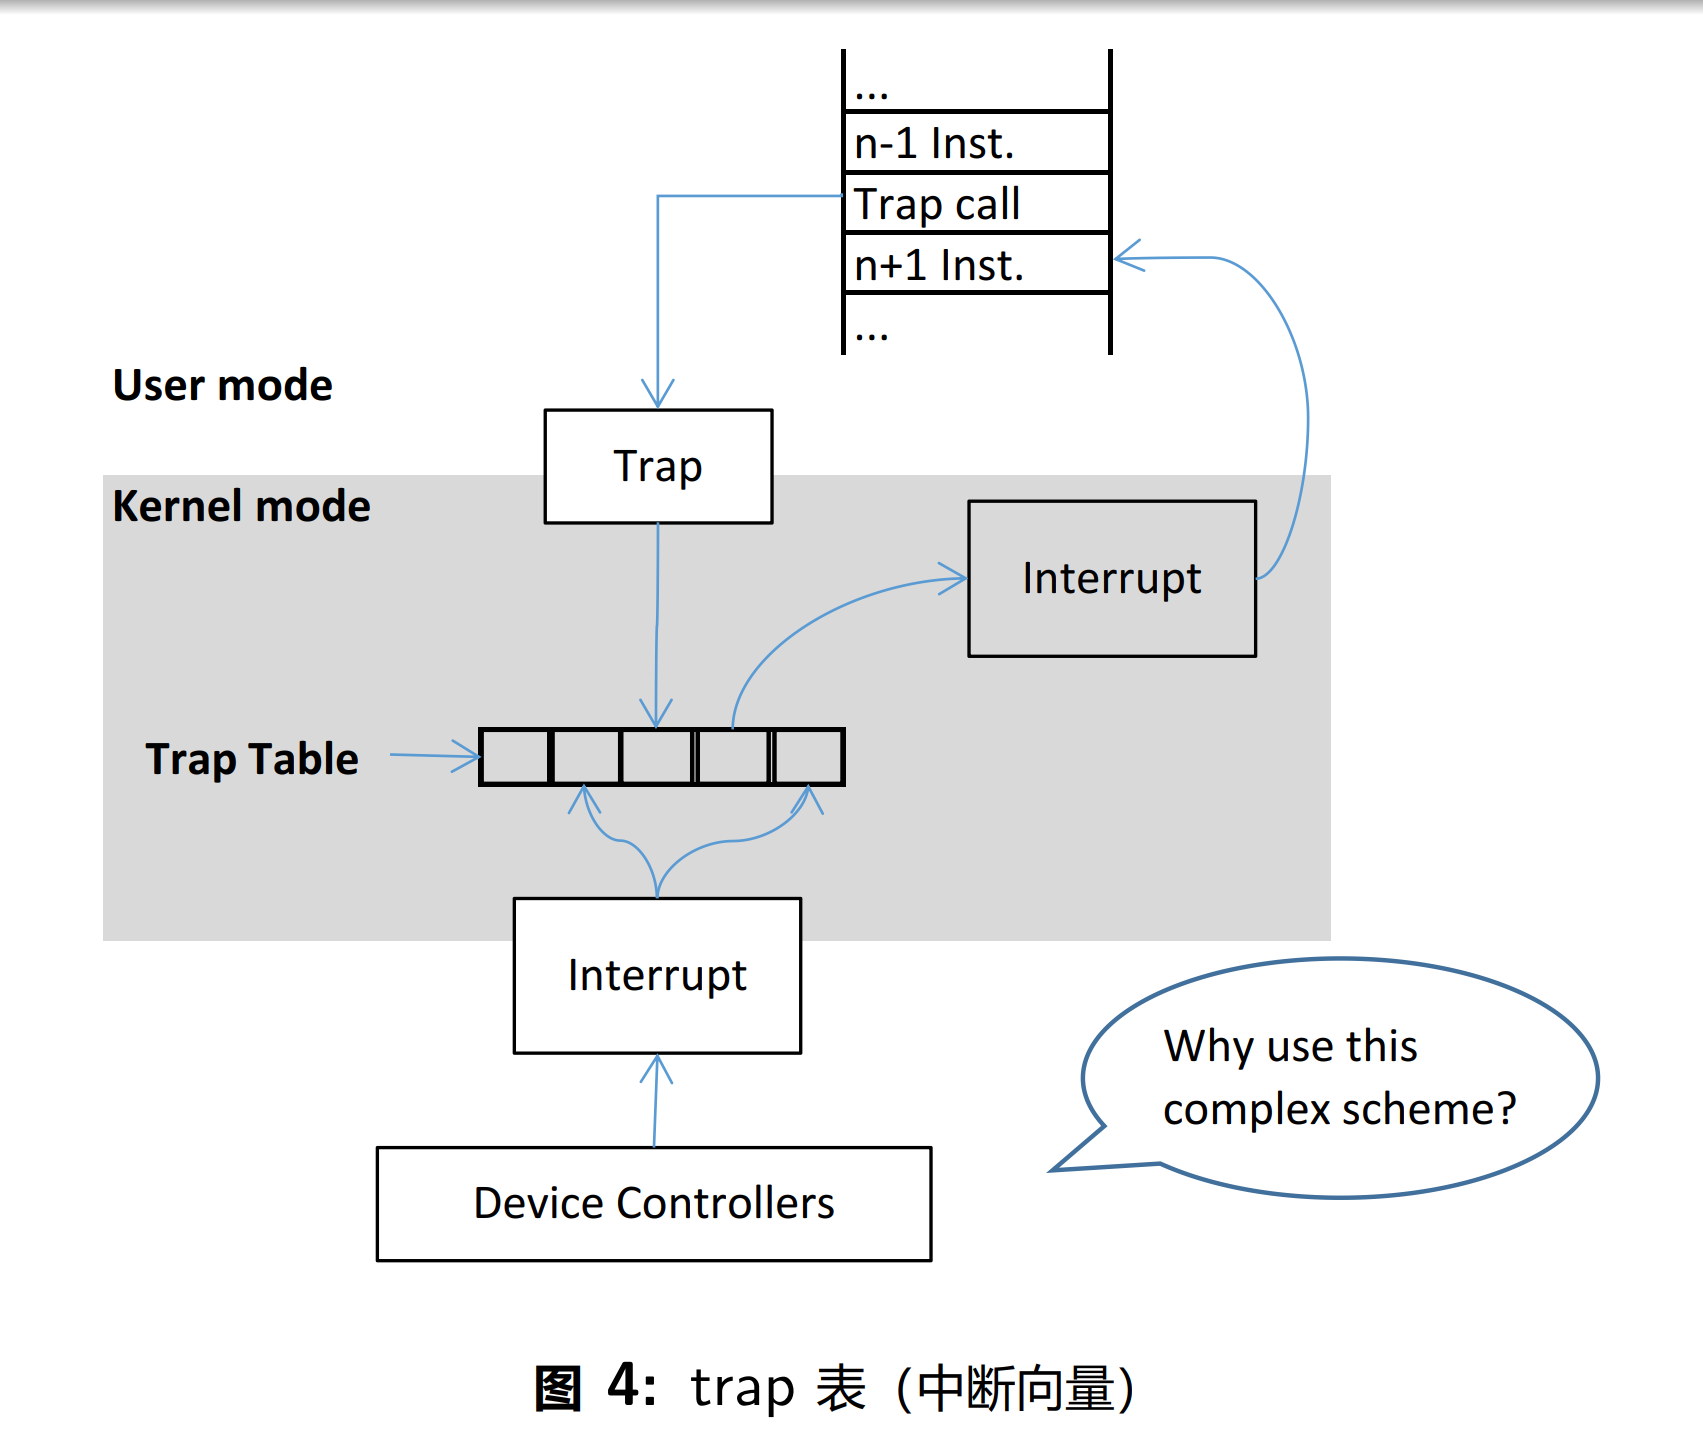 ...
n-1 Inst.
Trap call
n+1 Inst.
...
User mode
Trap
Kernel mode
Interrupt
Trap Table
Interrupt
Why use this
complex scheme?
Device Controllers
图 4: trap 表 (中断向量)